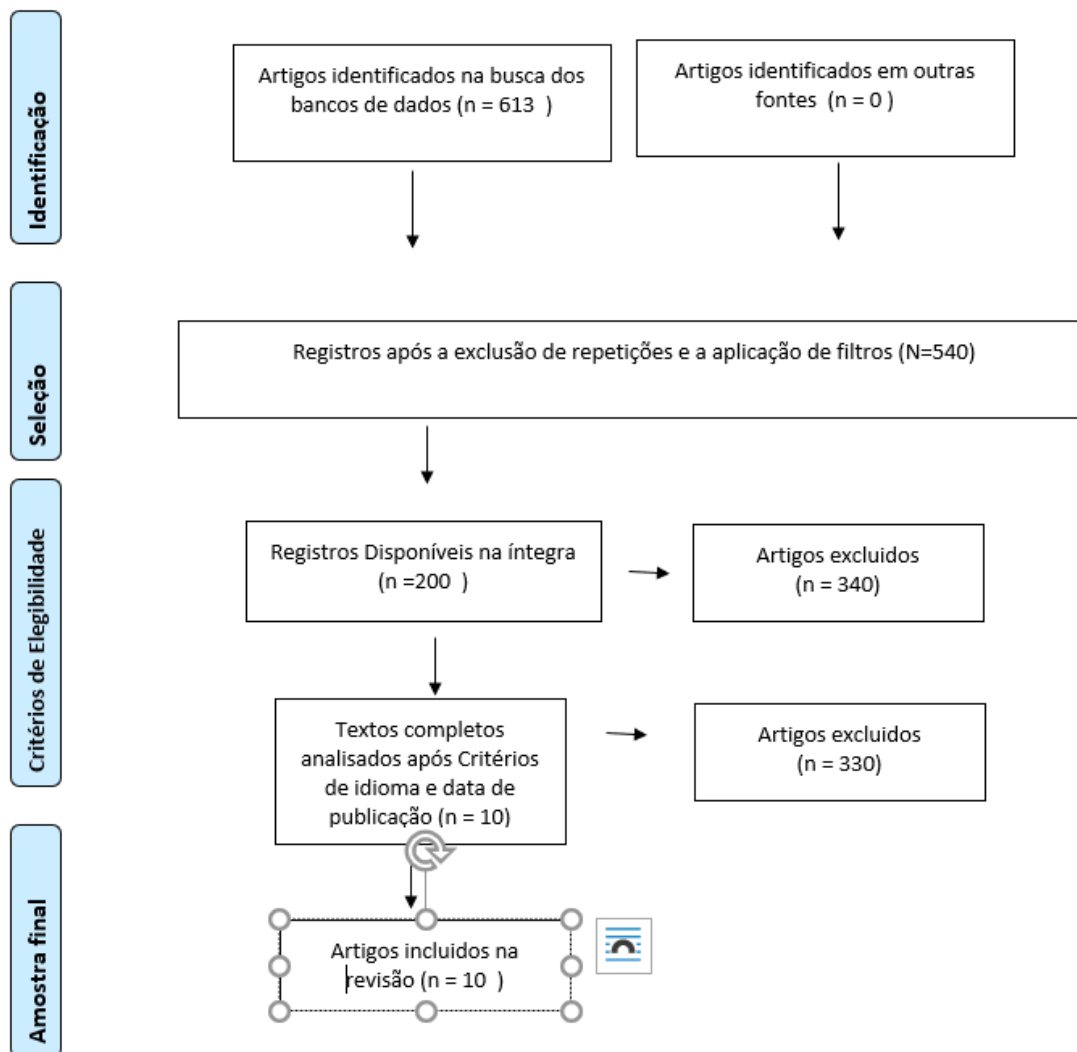 Identificação
Artigos identificados na busca dos
bancos de dados (n = 613  )
Artigos identificados em outras
fontes  (n = 0 )
Seleção
Registros após a exclusão de repetições e a aplicação de filtros (N=540)
Critérios de Elegibilidade
Registros Disponíveis na íntegra
(n =200  )
Artigos excluidos
(n = 340)
Textos completos
analisados após Critérios
de idioma e data de
publicação (n = 10)
Artigos excluidos
(n = 330)
Amostra final
Artigos incluidos na
revisão (n = 10  )